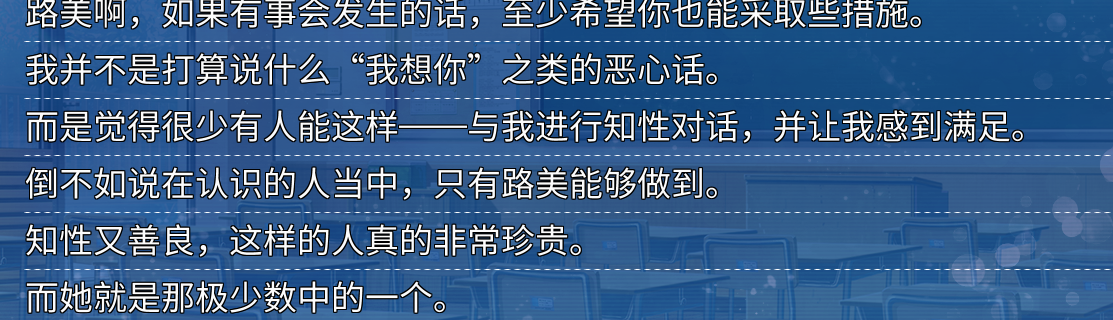 路美啊，如果有事会发生的话，至少希望你也能采取些措施。
我并不是打算说什么“我想你”之类的恶心话。
而是觉得很少有人能这样——与我进行知性对话，并让我感到满足。
倒不如说在认识的人当中，只有路美能够做到。
知性又善良，这样的人真的非常珍贵。
而她就是那极少数中的一个。